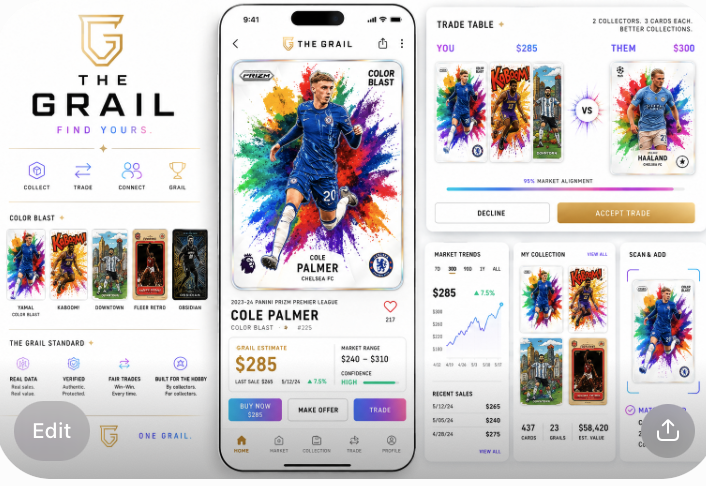 THE
GRAIL
FIND YOURS.
COLLECT
TRADE
CONNECT
GRAIL
COLOR BLAST
YAMAL
COLOR BLAST
KABOOM!
DOWNTOWN
FLEER RETRO
OBSIDIAN
THE GRAIL STANDARD
REAL DATA
Real sales.
Real value.
VERIFIED
Authentic.
Protected.
FAIR TRADES
Win-Win.
Every time.
BUILT FOR THE HOBBY
By collectors.
For collectors.
Edit
ONE GRAIL.
9:41
THE GRAIL
PRIZM
COLOR
BLAST
20
COLE
PALMER
CHELSEA FC
2023-24 PANINI PRIZM PREMIER LEAGUE
COLE PALMER
217
COLOR BLAST
#225
GRAIL ESTIMATE
$285
LAST SALE $265 5/12/24 ▲ 7.5%
MARKET RANGE
$240 – $310
CONFIDENCE
HIGH
BUY NOW
$285
MAKE OFFER
TRADE
HOME
MARKET
COLLECTION
TRADE
PROFILE
TRADE TABLE
2 COLLECTORS. 3 CARDS EACH.
BETTER COLLECTIONS.
YOU
$285
THEM
$300
KABOOM!
DOWNTOWN
VS
HAALAND
CHELSEA FC
95% MARKET ALIGNMENT
DECLINE
ACCEPT TRADE
MARKET TRENDS
7D 30D 90D 1Y ALL
$285
▲ 7.5%
RECENT SALES
5/12/24 $265
5/05/24 $240
4/28/24 $275
VIEW ALL
MY COLLECTION
VIEW ALL
KABOOM!
437
CARDS
23
GRAILS
$58,420
EST. VALUE
SCAN & ADD